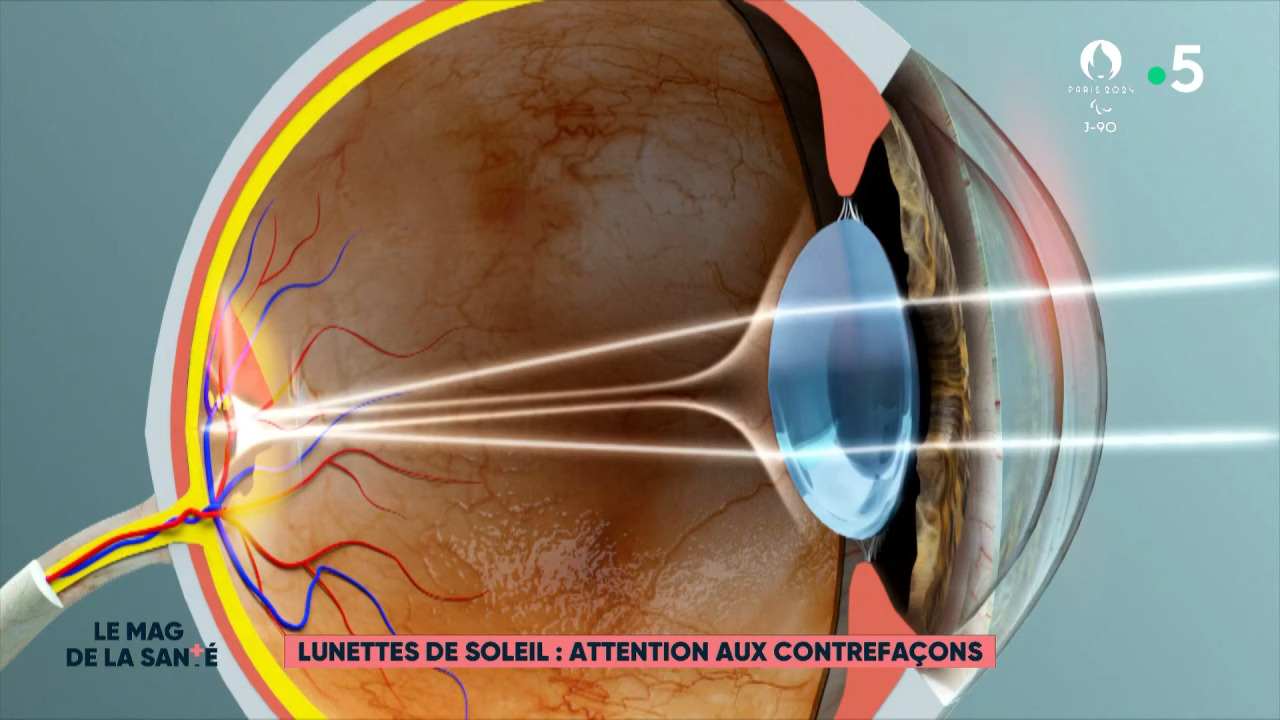 PARIS 2024
J-90
5
LE MAG
DE LA SANTÉ
LUNETTES DE SOLEIL : ATTENTION AUX CONTREFAÇONS